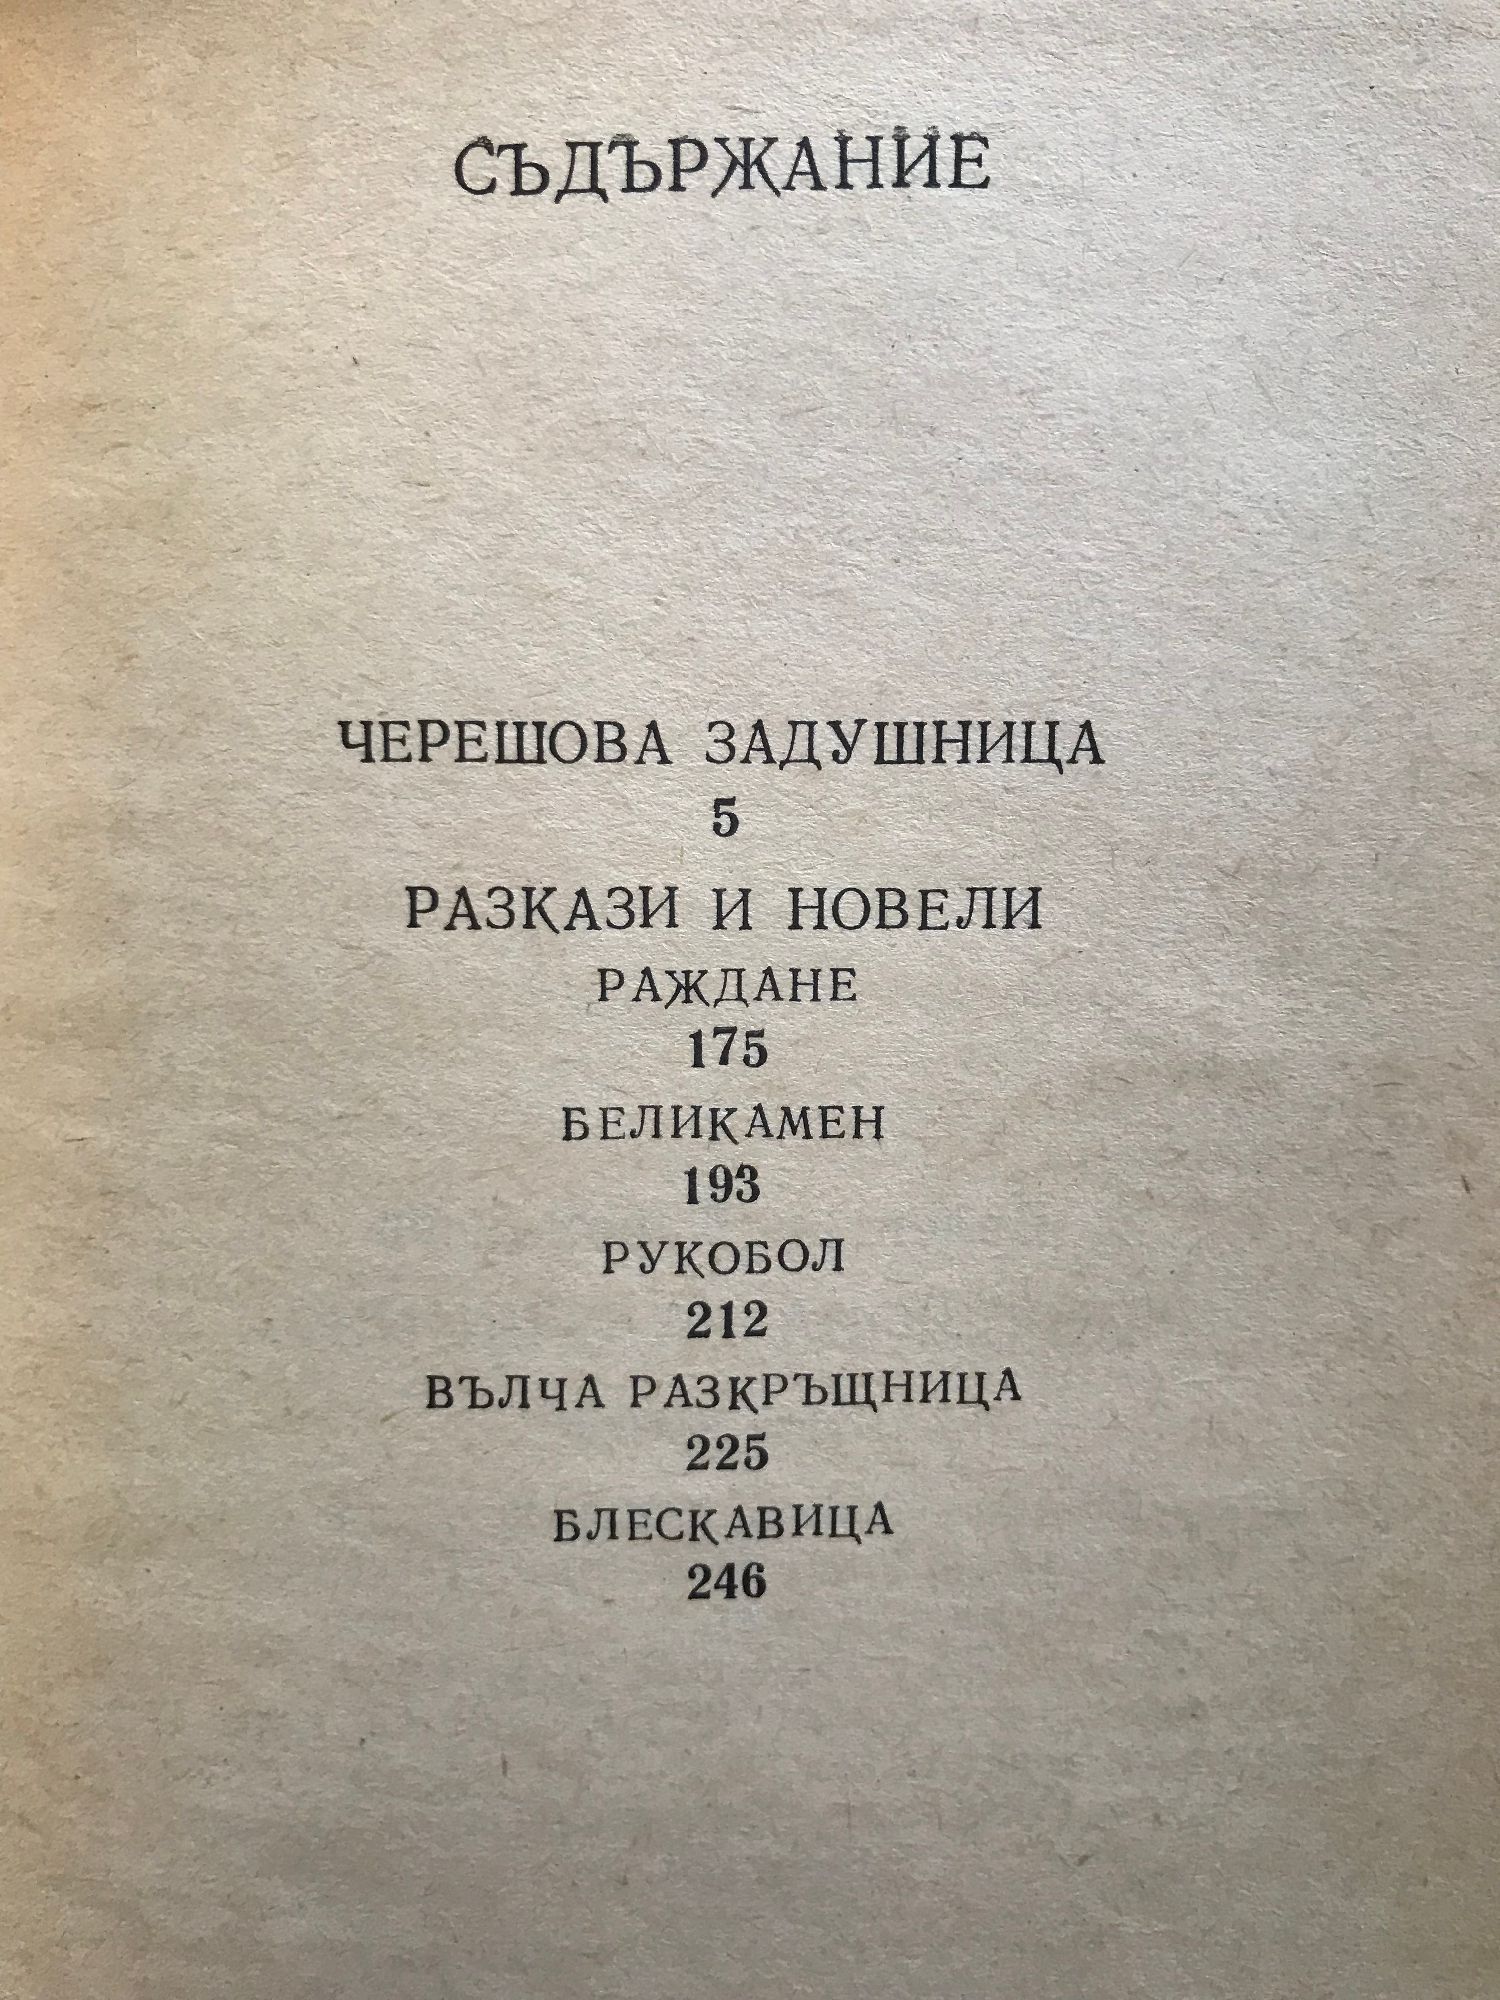 СЪДЪРЖАНИЕ
ЧЕРЕШОВА ЗАДУШНИЦА
5
РАЗКАЗИ И НОВЕЛИ
РАЖДАНЕ
175
БЕЛИКАМЕН
193
РУКОБОЛ
212
ВЪЛЧА РАЗКРЪЩНИЦА
225
БЛЕСКАВИЦА
246